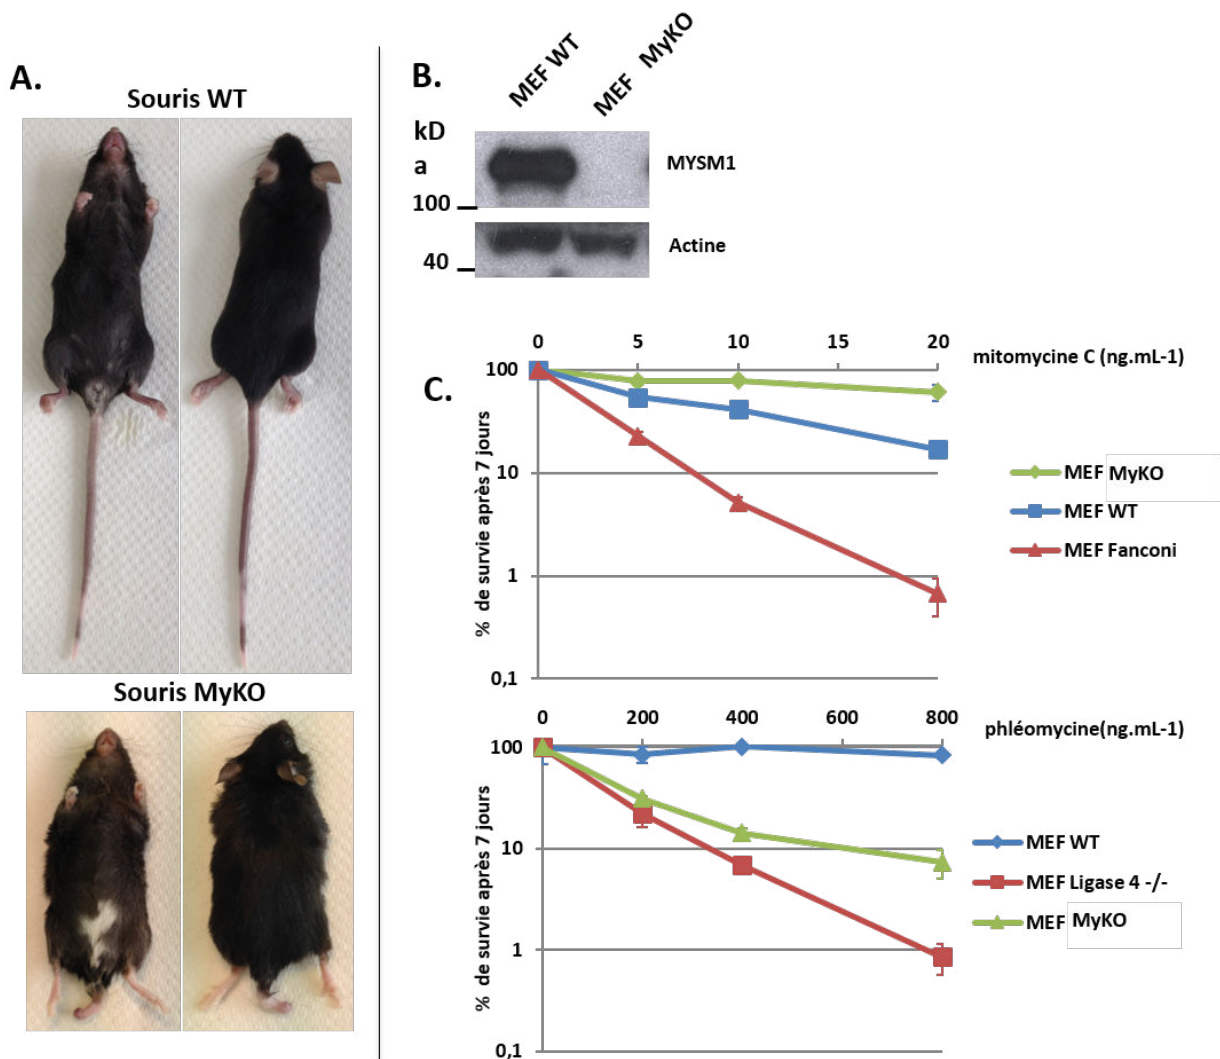 A.
Souris WT
Souris MyKO
B.
MEF WT
MEF MyKO
kD
a
100
40
MYSM1
Actine
C.
0 5 10 15 20
mitomycine C (ng.mL-1)
100
10
1
0,1
% de survie après 7 jours
MEF MyKO
MEF WT
MEF Fanconi
0 200 400 600 800
phléomycine(ng.mL-1)
100
10
1
0,1
% de survie après 7 jours
MEF WT
MEF Ligase 4 -/-
MEF MyKO